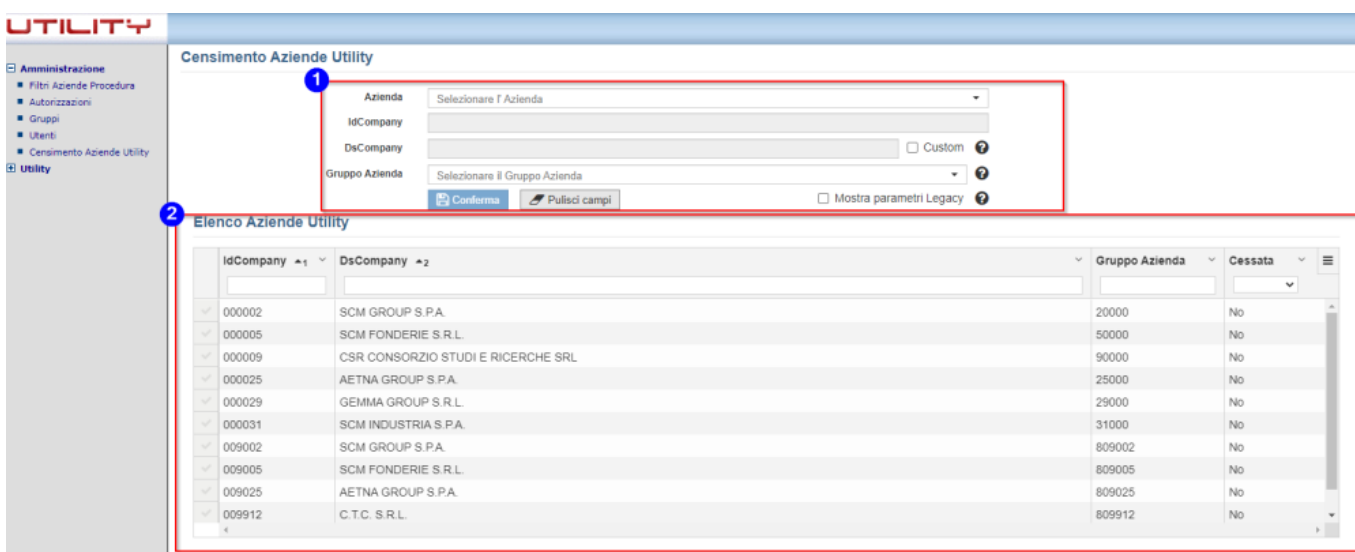 UTILITY
Amministrazione
Filtri Aziende Procedura
Autorizzazioni
Gruppi
Utenti
Censimento Aziende Utility
Utility
Censimento Aziende Utility
1
Azienda Selezionare l' Azienda
IdCompany
DsCompany Custom ?
Gruppo Azienda Selezionare il Gruppo Azienda ?
Conferma Pulisci campi Mostra parametri Legacy ?
2
Elenco Aziende Utility
IdCompany 1 DsCompany 2 Gruppo Azienda Cessata
000002 SCM GROUP S.P.A. 20000 No
000005 SCM FONDERIE S.R.L. 50000 No
000009 CSR CONSORZIO STUDI E RICERCHE SRL 90000 No
000025 AETNA GROUP S.P.A. 25000 No
000029 GEMMA GROUP S.R.L. 29000 No
000031 SCM INDUSTRIA S.P.A. 31000 No
009002 SCM GROUP S.P.A. 809002 No
009005 SCM FONDERIE S.R.L. 809005 No
009025 AETNA GROUP S.P.A. 809025 No
009912 C.T.C. S.R.L. 809912 No